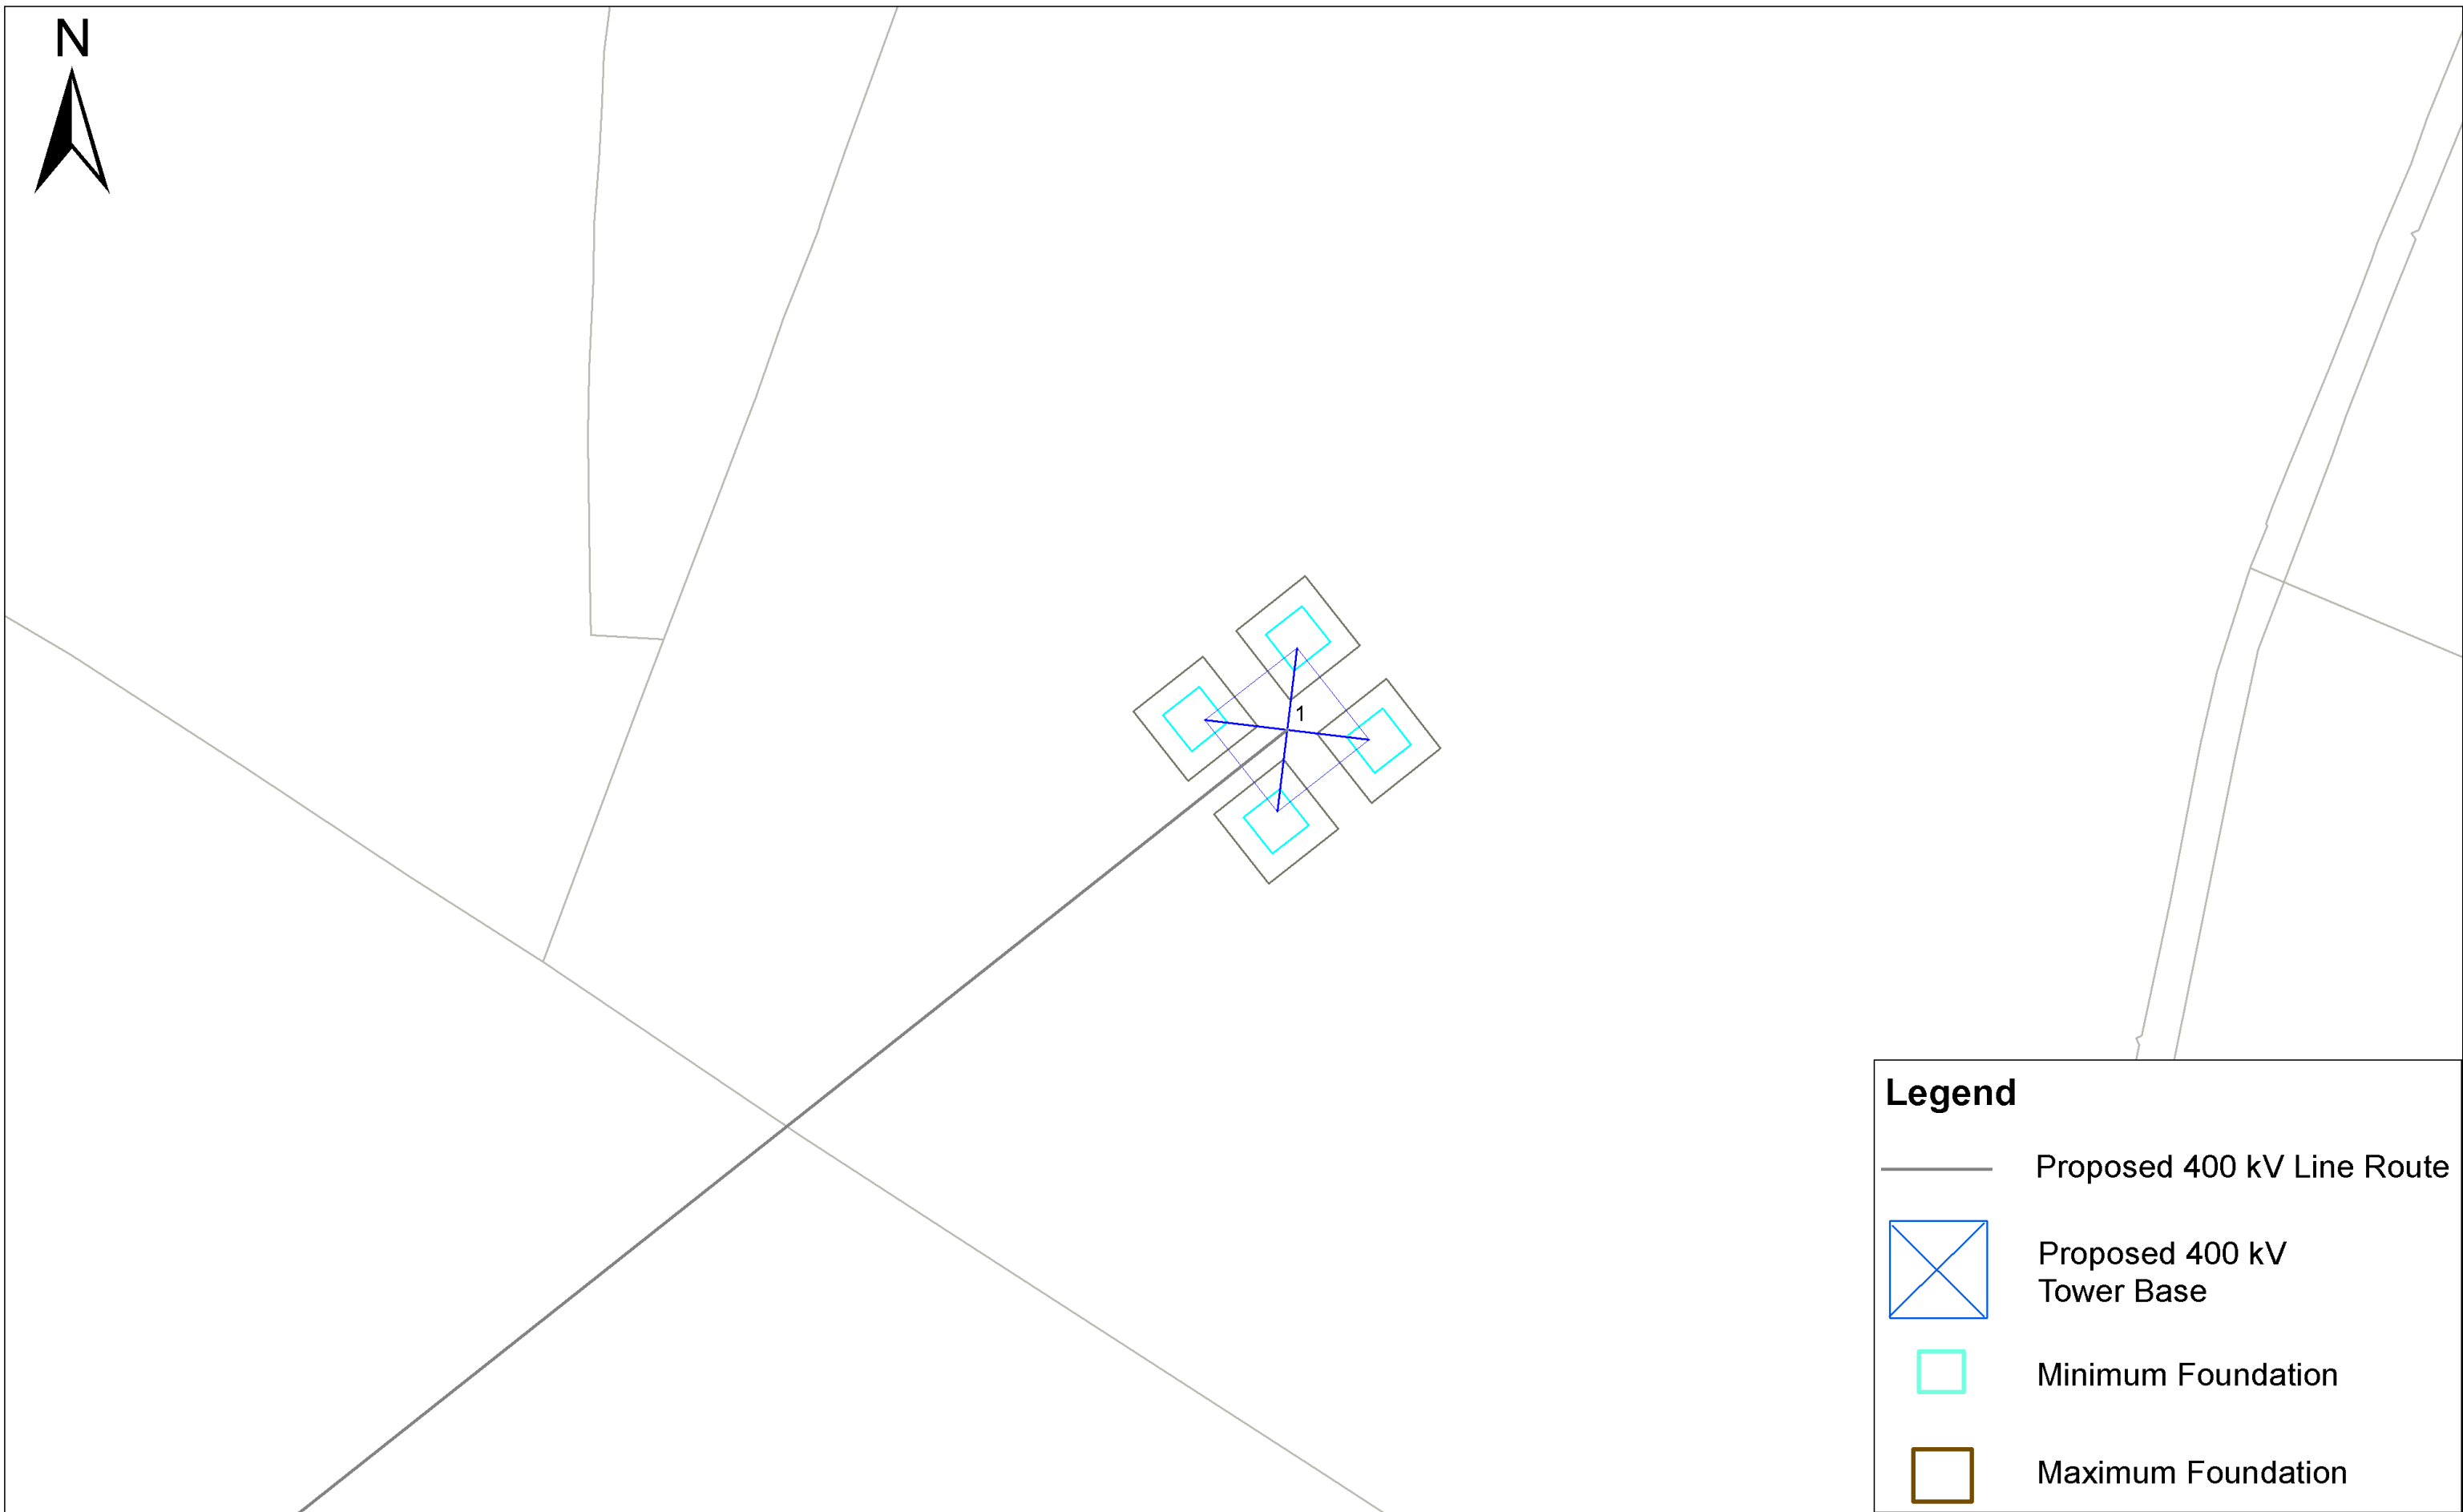 N
1
Legend
Proposed 400 kV Line Route
Proposed 400 kV
Tower Base
Minimum Foundation
Maximum Foundation